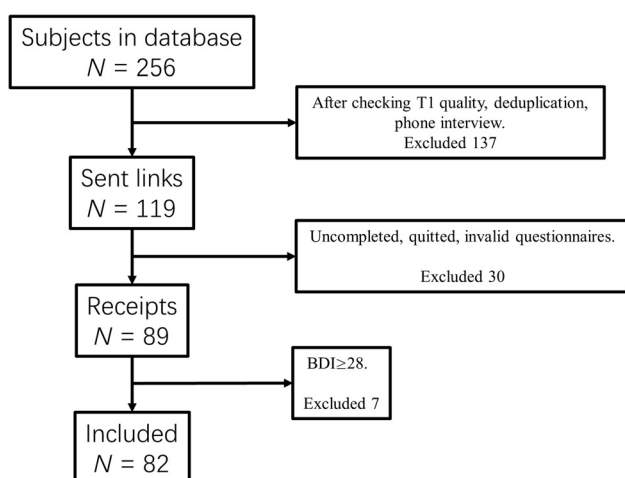 Subjects in database
N = 256
After checking T1 quality, deduplication,
phone interview.
Excluded 137
Sent links
N = 119
Uncompleted, quitted, invalid questionnaires.
Excluded 30
Receipts
N = 89
BDI≥28.
Excluded 7
Included
N = 82